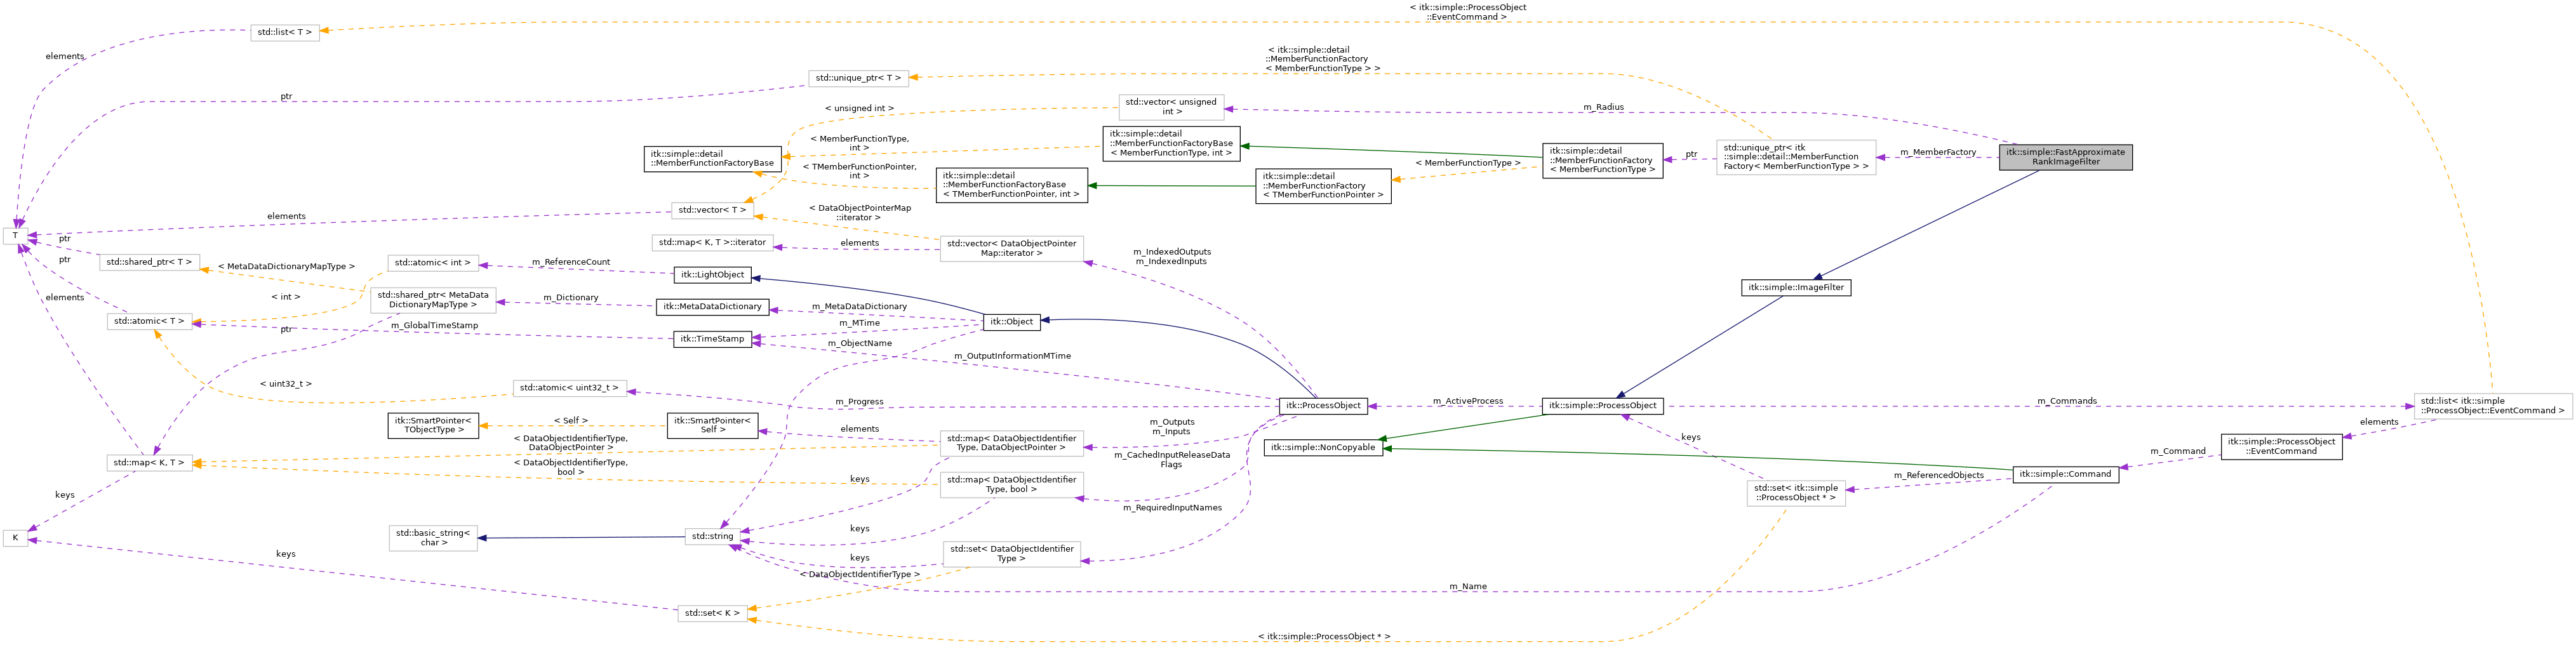 < itk::simple::ProcessObject
::EventCommand >
std::list< T >
elements
< itk::simple::detail
::MemberFunctionFactory
< MemberFunctionType > >
std::unique_ptr< T >
ptr
< unsigned int >
std::vector< unsigned
int >
m_Radius
itk::simple::detail
::MemberFunctionFactoryBase
< MemberFunctionType,
int >
itk::simple::detail
::MemberFunctionFactoryBase
< MemberFunctionType, int >
itk::simple::detail
::MemberFunctionFactory
< MemberFunctionType >
ptr
std::unique_ptr< itk
::simple::detail::MemberFunction
Factory< MemberFunctionType > >
m_MemberFactory
itk::simple::FastApproximate
RankImageFilter
< TMemberFunctionPointer,
int >
itk::simple::detail
::MemberFunctionFactoryBase
< TMemberFunctionPointer, int >
itk::simple::detail
::MemberFunctionFactory
< TMemberFunctionPointer >
< MemberFunctionType >
elements
std::vector< T >
< DataObjectPointerMap
::iterator >
T
ptr
std::map< K, T >::iterator
elements
std::vector< DataObjectPointer
Map::iterator >
m_IndexedOutputs
m_IndexedInputs
ptr
std::shared_ptr< T >
< MetaDataDictionaryMapType >
std::atomic< int >
m_ReferenceCount
itk::LightObject
itk::simple::ImageFilter
elements
< int >
std::shared_ptr< MetaData
DictionaryMapType >
m_Dictionary
itk::MetaDataDictionary
m_MetaDataDictionary
std::atomic< T >
ptr
m_GlobalTimeStamp
itk::TimeStamp
m_MTime
itk::Object
m_ObjectName
m_OutputInformationMTime
< uint32_t >
std::atomic< uint32_t >
m_Progress
itk::ProcessObject
m_ActiveProcess
itk::simple::ProcessObject
m_Commands
std::list< itk::simple
::ProcessObject::EventCommand >
itk::SmartPointer<
TObjectType >
< Self >
itk::SmartPointer<
Self >
elements
std::map< DataObjectIdentifier
Type, DataObjectPointer >
m_Outputs
m_Inputs
itk::simple::NonCopyable
keys
elements
itk::simple::ProcessObject
::EventCommand
< DataObjectIdentifierType,
DataObjectPointer >
m_CachedInputReleaseData
Flags
m_Command
std::map< K, T >
< DataObjectIdentifierType,
bool >
keys
std::map< DataObjectIdentifier
Type, bool >
m_ReferencedObjects
itk::simple::Command
std::set< itk::simple
::ProcessObject * >
keys
m_RequiredInputNames
K
std::basic_string<
char >
std::string
keys
keys
keys
std::set< DataObjectIdentifier
Type >
< DataObjectIdentifierType >
m_Name
std::set< K >
< itk::simple::ProcessObject * >